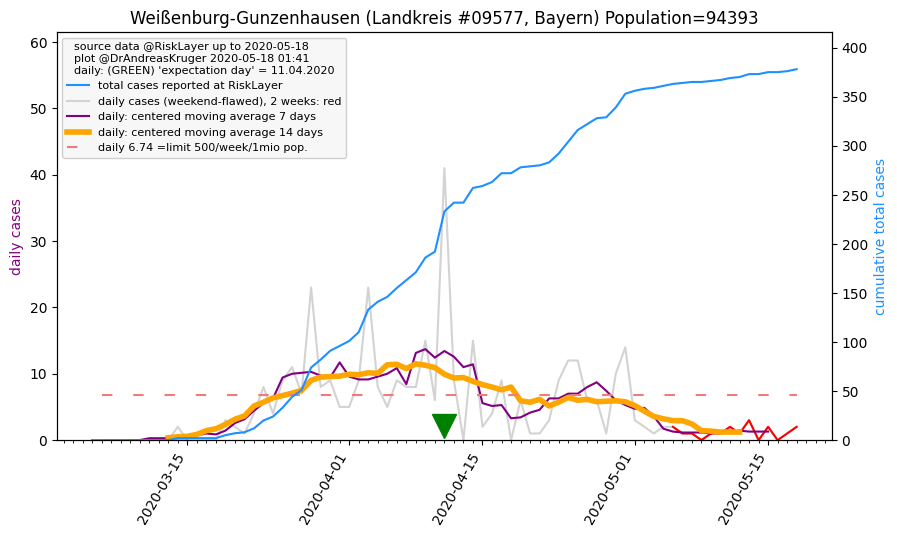 Weißenburg-Gunzenhausen (Landkreis #09577, Bayern) Population=94393
source data @RiskLayer up to 2020-05-18
plot @DrAndreasKruger 2020-05-18 01:41
daily: (GREEN) 'expectation day' = 11.04.2020
total cases reported at RiskLayer
daily cases (weekend-flawed), 2 weeks: red
daily: centered moving average 7 days
daily: centered moving average 14 days
daily 6.74 =limit 500/week/1mio pop.
daily cases
60
50
40
30
20
10
0
cumulative total cases
400
350
300
250
200
150
100
50
0
2020-03-15
2020-04-01
2020-04-15
2020-05-01
2020-05-15